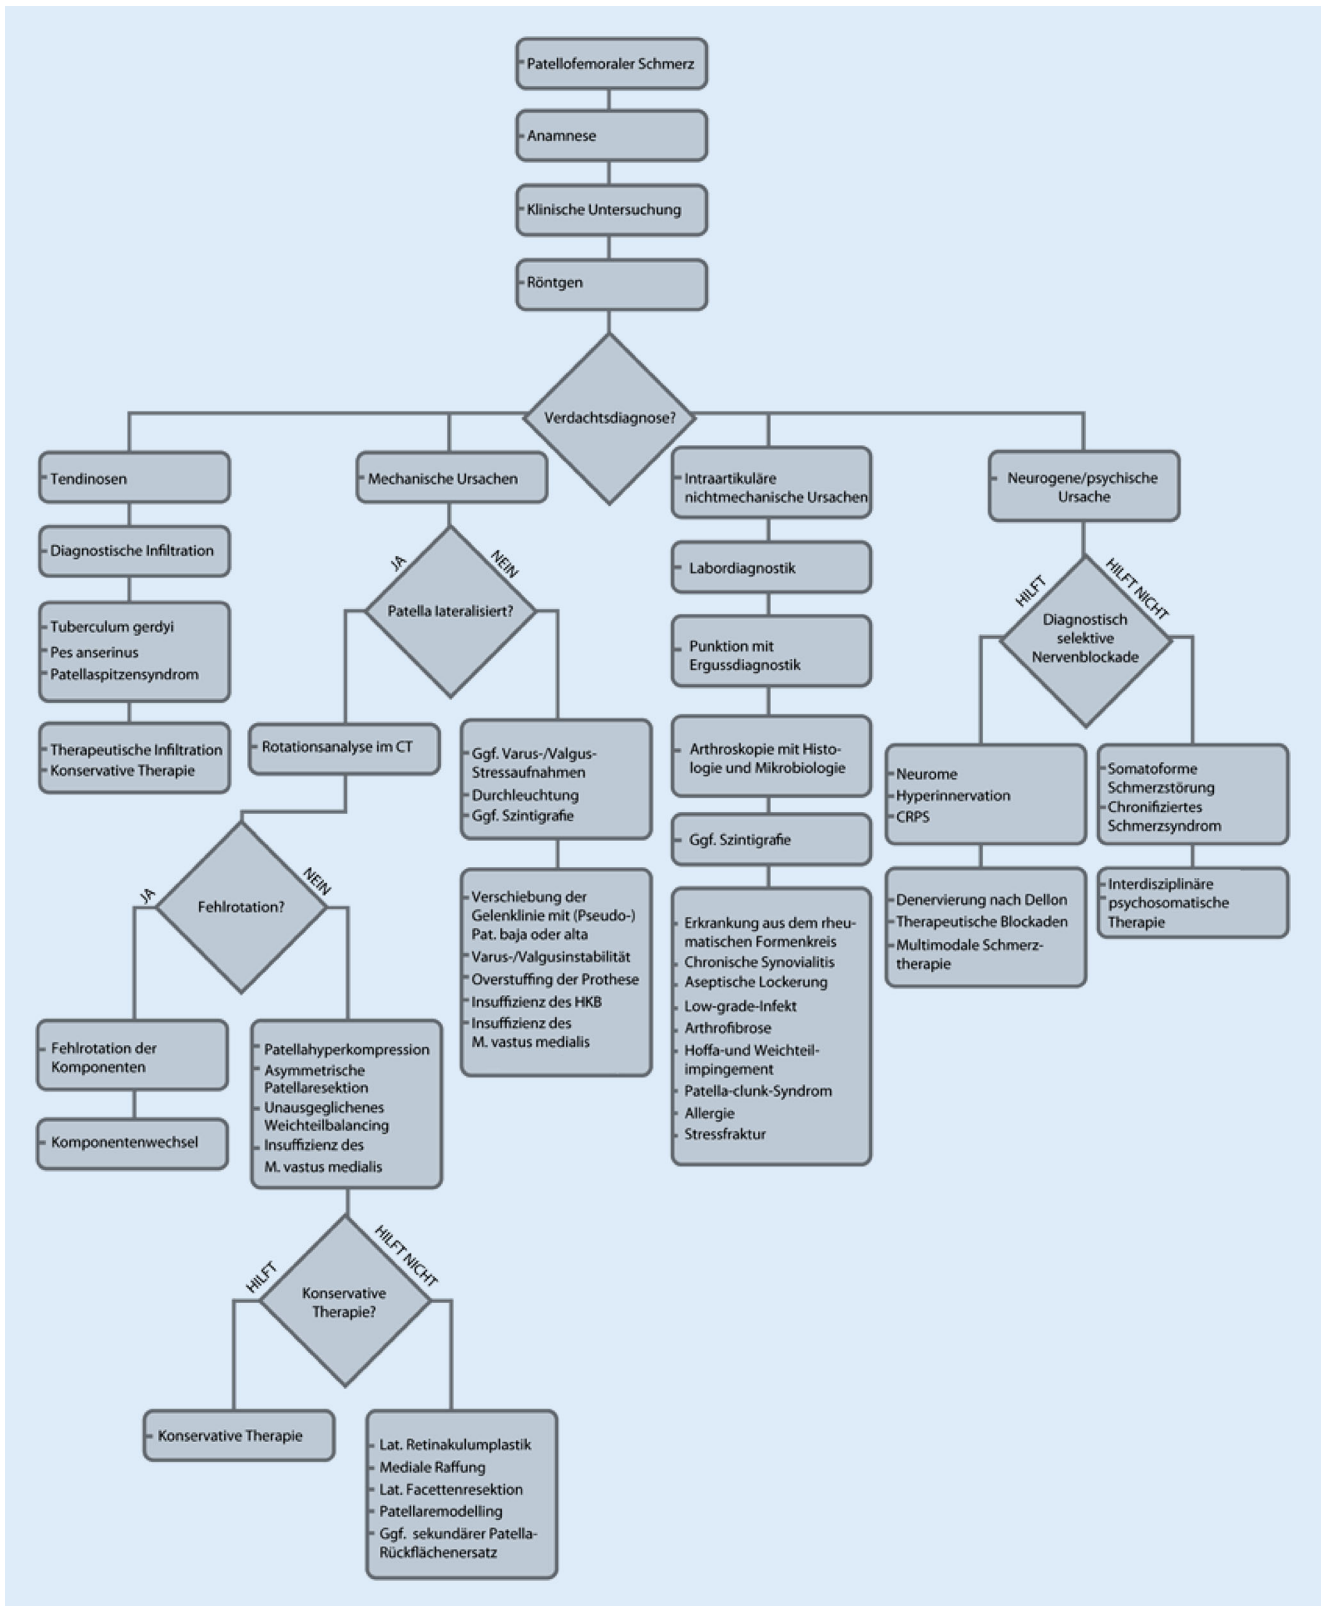 Patellofemoraler Schmerz
Anamnese
Klinische Untersuchung
Röntgen
Verdachtsdiagnose?
Tendinosen
Diagnostische Infiltration
Tuberculum gerdyi
Pes anserinus
Patellaspitzensyndrom
Therapeutische Infiltration
Konservative Therapie
Mechanische Ursachen
JA
NEIN
Patella lateralisiert?
Rotationsanalyse im CT
JA
NEIN
Fehlrotation?
Fehlrotation der
Komponenten
Komponentenwechsel
Patellahyperkompression
Asymmetrische
Patellaresektion
Unausgeglichenes
Weichteilbalancing
Insuffizienz des
M. vastus medialis
HILFT
HILFT NICHT
Konservative
Therapie?
Konservative Therapie
Lat. Retinakulumplastik
Mediale Raffung
Lat. Facettenresektion
Patellaremodelling
Ggf. sekundärer Patella-
Rückflächenersatz
Ggf. Varus-/Valgus-
Stressaufnahmen
Durchleuchtung
Ggf. Szintigrafie
Verschiebung der
Gelenklinie mit (Pseudo-)
Pat. baja oder alta
Varus-/Valgusinstabilität
Overstuffing der Prothese
Insuffizienz des HKB
Insuffizienz des
M. vastus medialis
Intraartikuläre
nichtmechanische Ursachen
Labordiagnostik
Punktion mit
Ergussdiagnostik
Arthroskopie mit Histo-
logie und Mikrobiologie
Ggf. Szintigrafie
Erkrankung aus dem rheu-
matischen Formenkreis
Chronische Synovialitis
Aseptische Lockerung
Low-grade-Infekt
Arthrofibrose
Hoffa-und Weichteil-
impingement
Patella-clunk-Syndrom
Allergie
Stressfraktur
Neurogene/psychische
Ursache
HILFT
HILFT NICHT
Diagnostisch
selektive
Nervenblockade
Neurome
Hyperinnervation
CRPS
Denervierung nach Dellon
Therapeutische Blockaden
Multimodale Schmerz-
therapie
Somatoforme
Schmerzstörung
Chronifiziertes
Schmerzsyndrom
Interdisziplinäre
psychosomatische
Therapie